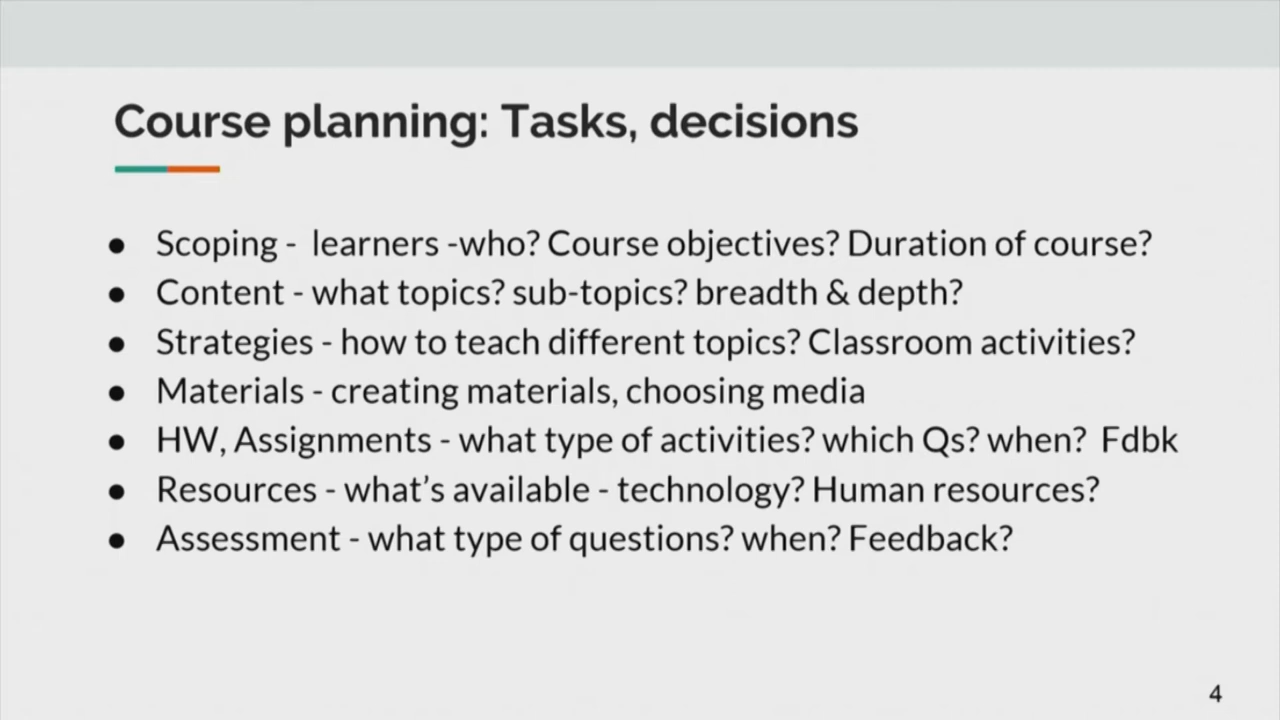 Course planning: Tasks, decisions
● Scoping - learners -who? Course objectives? Duration of course?
● Content - what topics? sub-topics? breadth & depth?
● Strategies - how to teach different topics? Classroom activities?
● Materials - creating materials, choosing media
● HW, Assignments - what type of activities? which Qs? when? Fdbk
● Resources - what’s available - technology? Human resources?
● Assessment - what type of questions? when? Feedback?
4